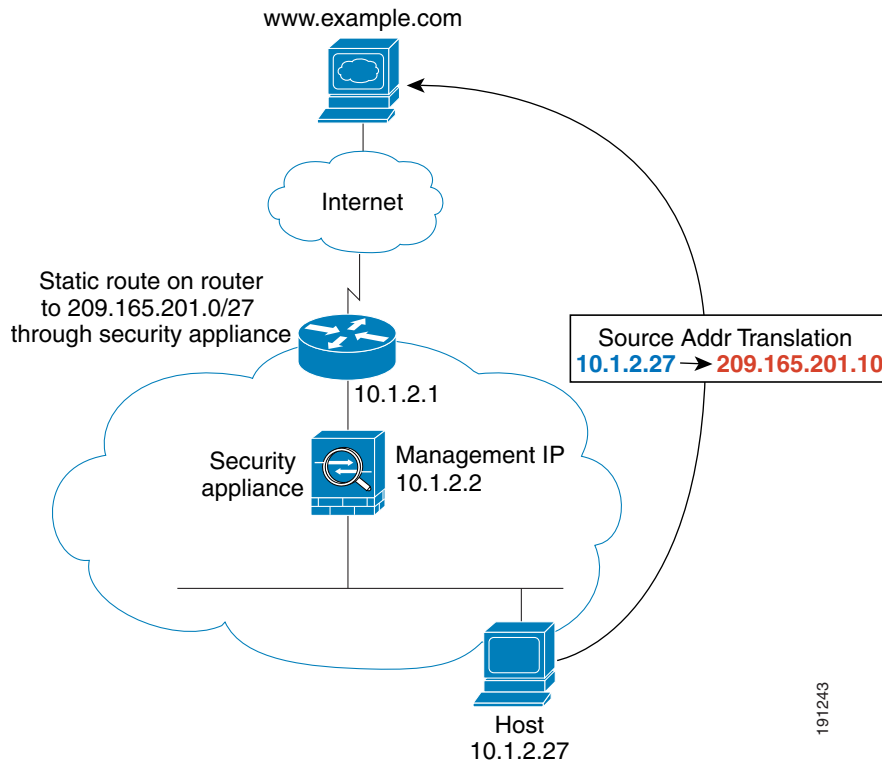 www.example.com
Internet
Static route on router
to 209.165.201.0/27
through security appliance
Source Addr Translation
10.1.2.27 209.165.201.10
10.1.2.1
Security
appliance
Management IP
10.1.2.2
Host
10.1.2.27
191243